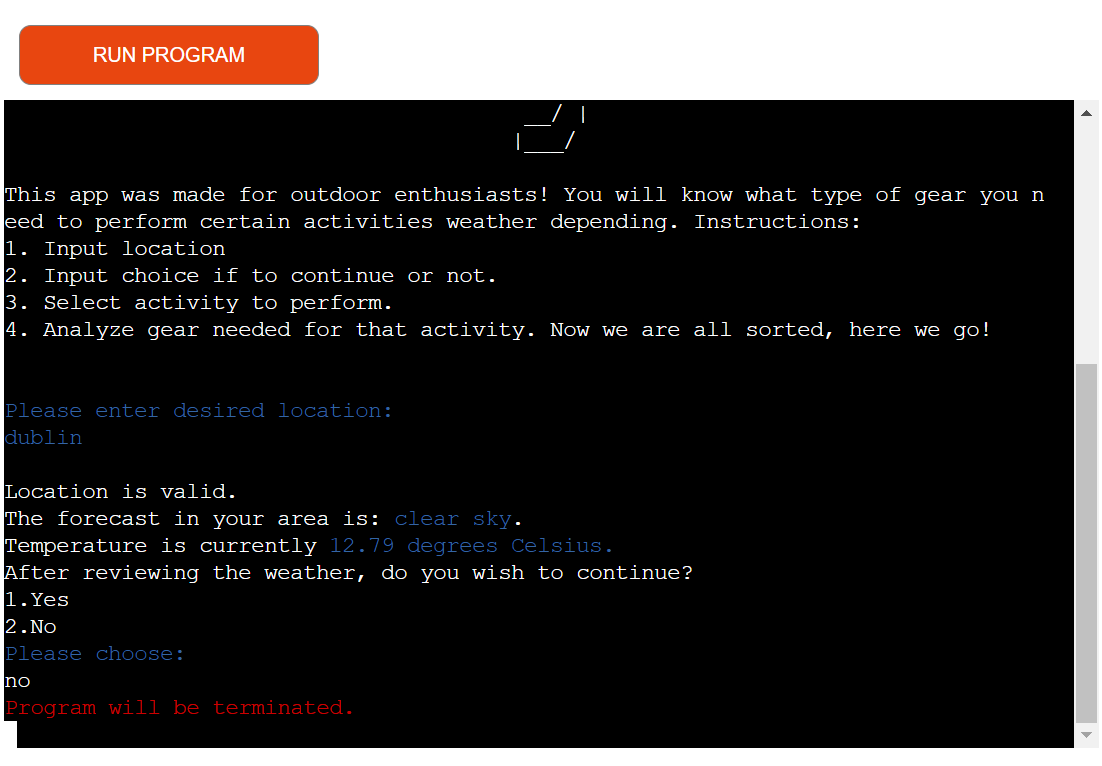 RUN PROGRAM
__/ |
|___/
This app was made for outdoor enthusiasts! You will know what type of gear you n
eed to perform certain activities weather depending. Instructions:
1. Input location
2. Input choice if to continue or not.
3. Select activity to perform.
4. Analyze gear needed for that activity. Now we are all sorted, here we go!
Please enter desired location:
dublin
Location is valid.
The forecast in your area is: clear sky.
Temperature is currently 12.79 degrees Celsius.
After reviewing the weather, do you wish to continue?
1.Yes
2.No
Please choose:
no
Program will be terminated.